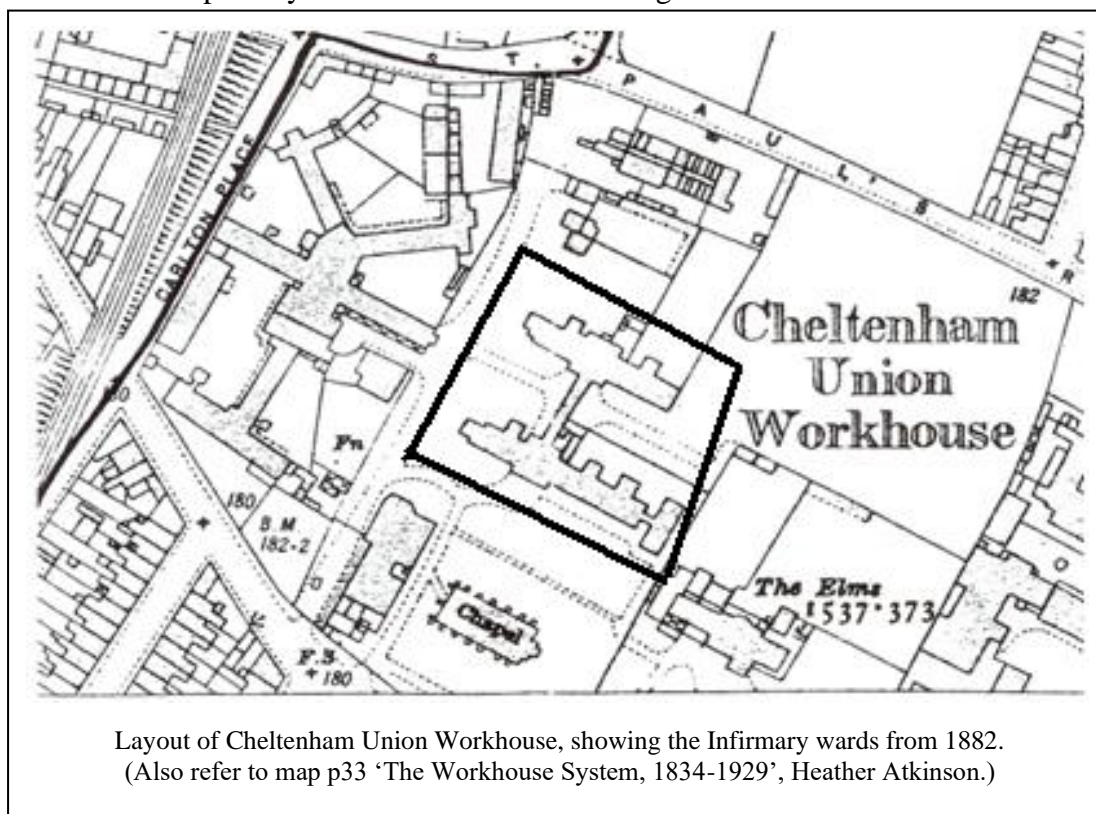 S T.
P A U L ' S R
CARLTON PLACE
182
Cheltenham
Union
Workhouse
Fn
180
180
B.M
182·2
The Elms
537·373
Chapel
F.B.
180
Layout of Cheltenham Union Workhouse, showing the Infirmary wards from 1882.
(Also refer to map p33 ‘The Workhouse System, 1834-1929’, Heather Atkinson.)